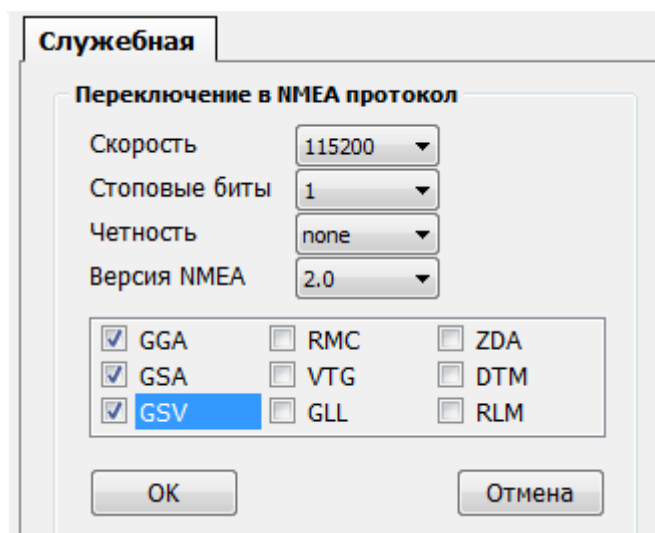 Служебная
Переключение в NMEA протокол
Скорость 115200
Стоповые биты 1
Четность none
Версия NMEA 2.0
GGA RMC ZDA
GSA VTG DTM
GSV GLL RLM
OK Отмена